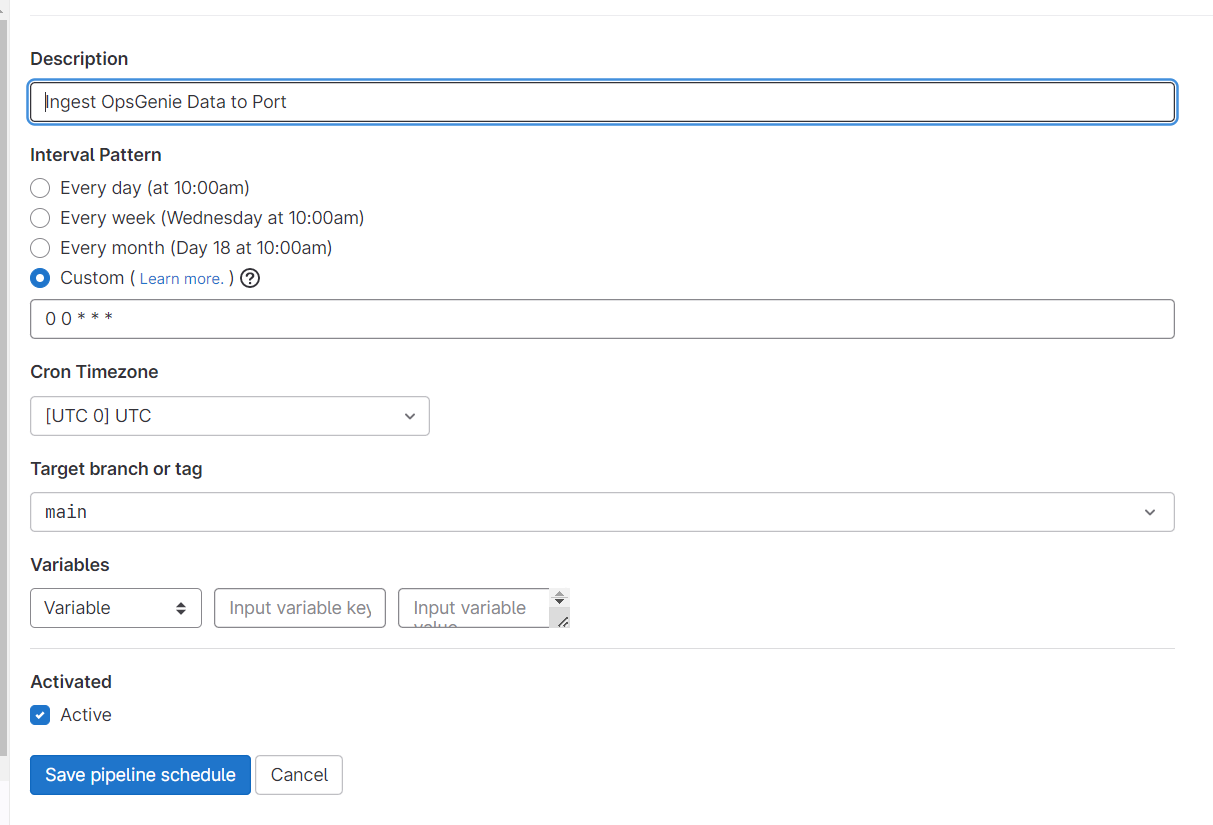 Description
Ingest OpsGenie Data to Port
Interval Pattern
Every day (at 10:00am)
Every week (Wednesday at 10:00am)
Every month (Day 18 at 10:00am)
Custom ( Learn more. ) ?
0 0 * * *
Cron Timezone
[UTC 0] UTC
Target branch or tag
main
Variables
Variable Input variable key Input variable
value
Activated
Active
Save pipeline schedule Cancel